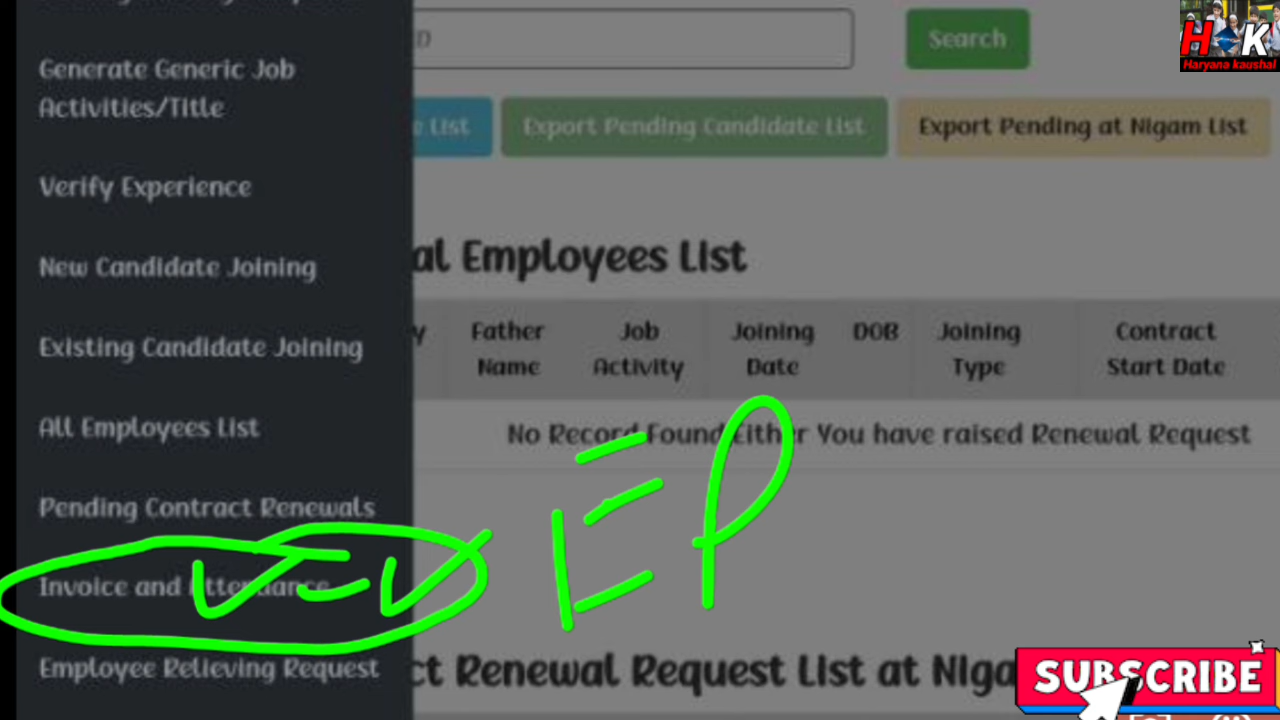 Generate Generic Job
Activities/Title
Verify Experience
New Candidate Joining
Existing Candidate Joining
All Employees List
Pending Contract Renewals
Invoice and Attendance
Employee Relieving Request
Search
List
Export Pending Candidate List
Export Pending at Nigam List
Employees List
Father
Name
Job
Activity
Joining
Date
DOB
Joining
Type
Contract
Start Date
No Record Found Either You have raised Renewal Request
EP
Renewal Request List at
H K
Haryana kaushal
SUBSCRIBE